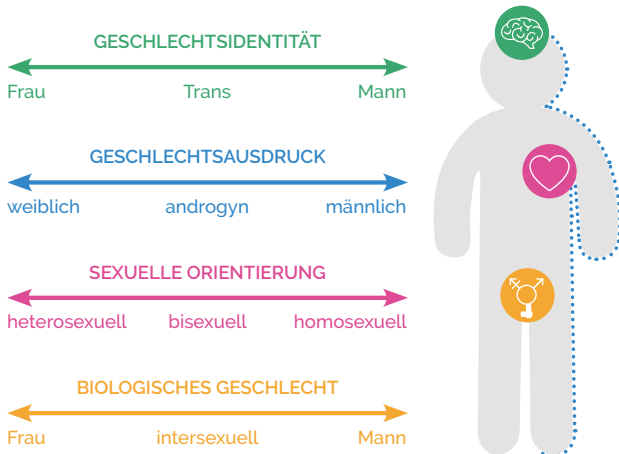 GESCHLECHTSIDENTITÄT
Frau Trans Mann
GESCHLECHTSAUSDRUCK
weiblich androgyn männlich
SEXUELLE ORIENTIERUNG
heterosexuell bisexuell homosexuell
BIOLOGISCHES GESCHLECHT
Frau intersexuell Mann